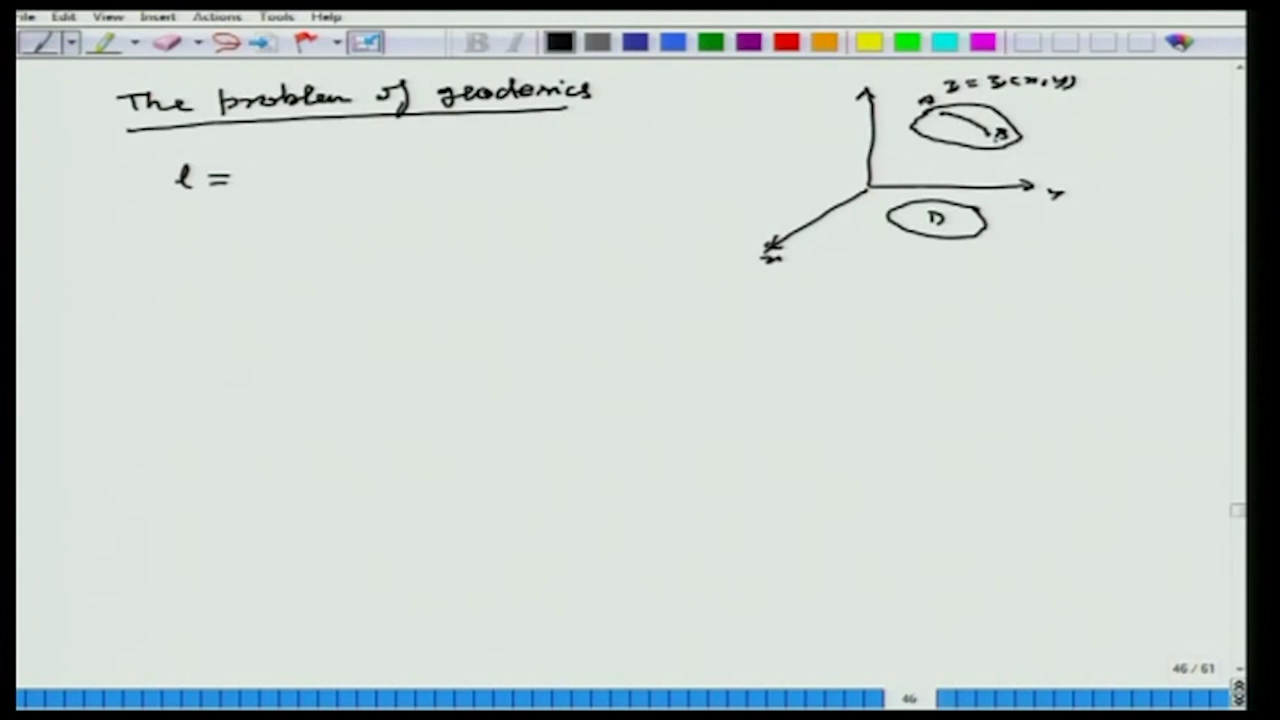 File Edit View Insert Actions Tools Help
B I
The problem of geodesics
z = z(x,y)
A
B
l =
y
D
x
46 / 61
46